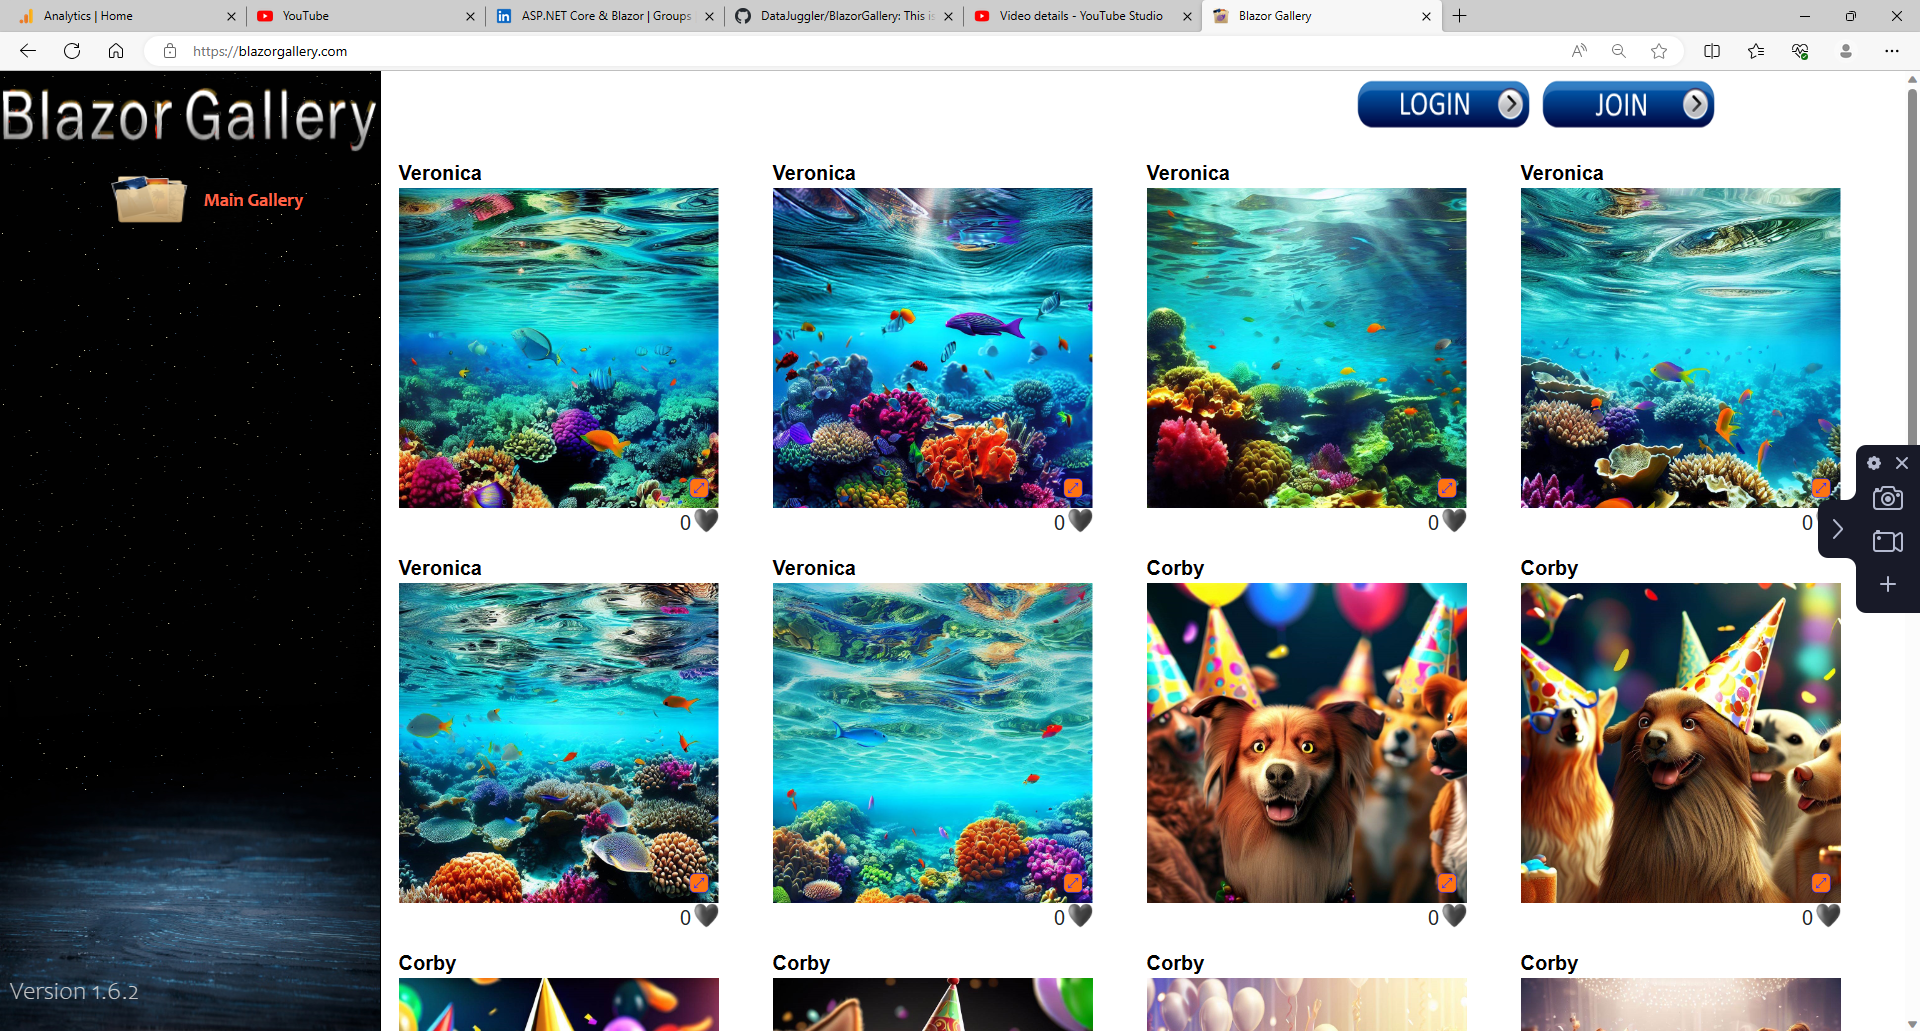 Analytics | Home
YouTube
ASP.NET Core & Blazor | Groups
DataJuggler/BlazorGallery: This is
Video details - YouTube Studio
Blazor Gallery
https://blazorgallery.com
Blazor Gallery
LOGIN
JOIN
Main Gallery
Veronica
Veronica
Veronica
Veronica
0
0
0
0
Veronica
Veronica
Corby
Corby
0
0
0
0
Corby
Corby
Corby
Corby
Version 1.6.2